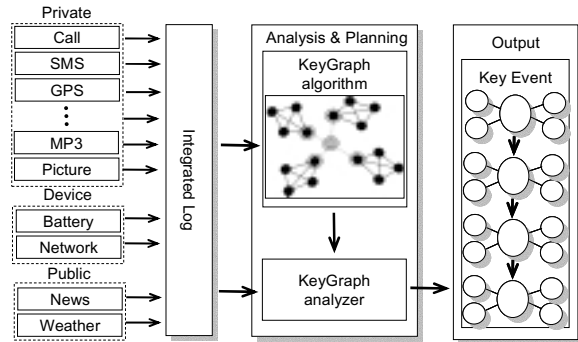 Private
Call
SMS
GPS
MP3
Picture
Device
Battery
Network
Public
News
Weather
Integrated Log
Analysis & Planning
KeyGraph
algorithm
KeyGraph
analyzer
Output
Key Event